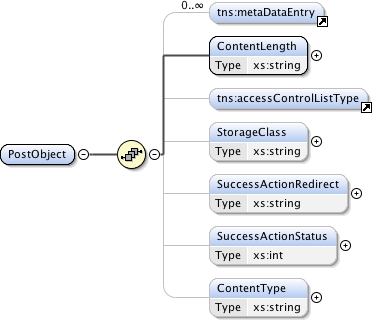 0..∞
tns:metaDataEntry
ContentLength
Type xs:string
tns:accessControlListType
StorageClass
Type xs:string
PostObject
SuccessActionRedirect
Type xs:string
SuccessActionStatus
Type xs:int
ContentType
Type xs:string